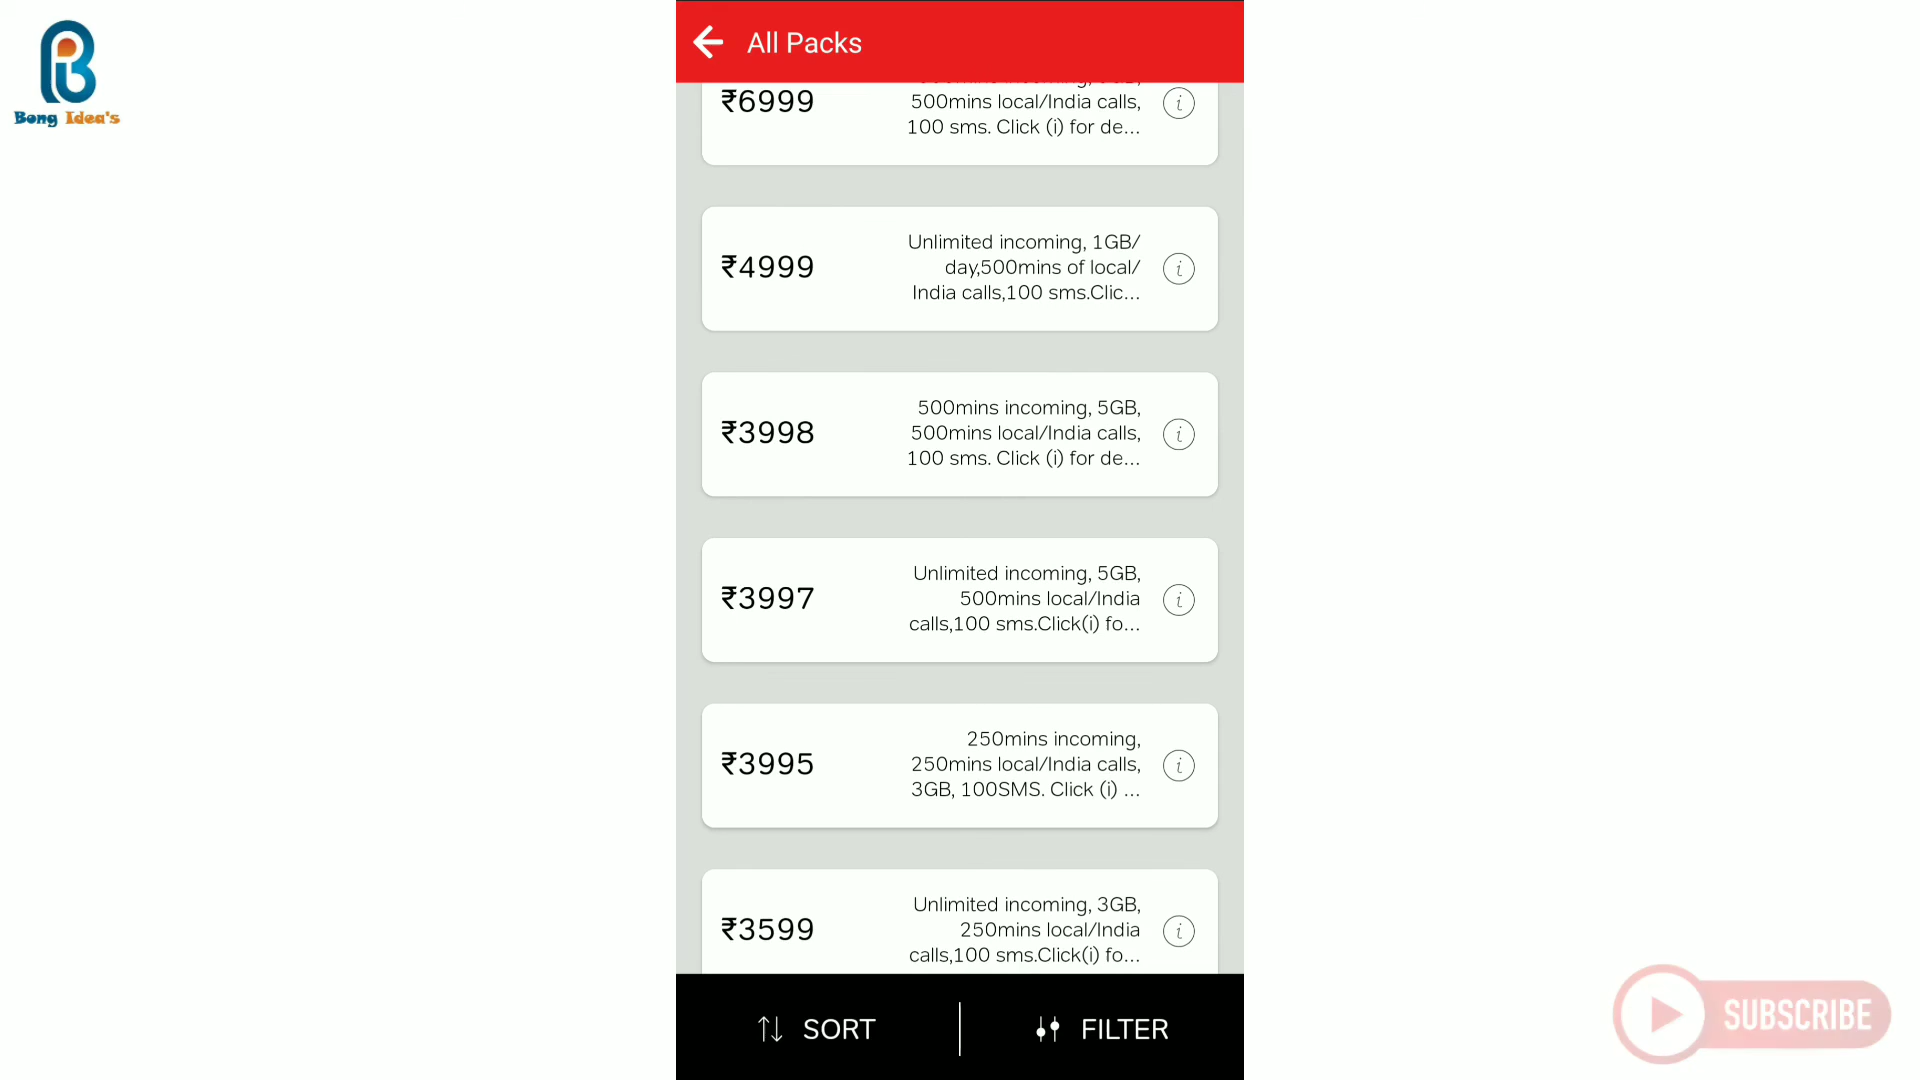 Bong Idea's
All Packs
₹6999
500mins local/India calls,
100 sms. Click (i) for de...
₹4999
Unlimited incoming, 1GB/
day,500mins of local/
India calls,100 sms.Clic...
₹3998
500mins incoming, 5GB,
500mins local/India calls,
100 sms. Click (i) for de...
₹3997
Unlimited incoming, 5GB,
500mins local/India
calls,100 sms.Click(i) fo...
₹3995
250mins incoming,
250mins local/India calls,
3GB, 100SMS. Click (i) ...
₹3599
Unlimited incoming, 3GB,
250mins local/India
calls,100 sms.Click(i) fo...
SORT
FILTER
SUBSCRIBE